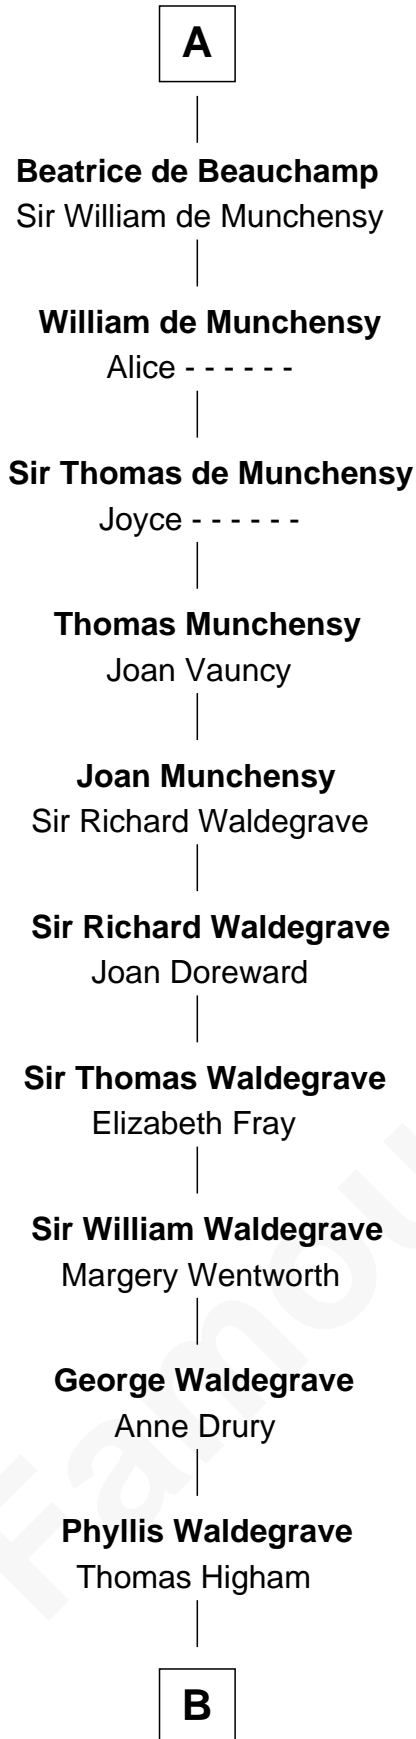 A
Beatrice de Beauchamp
Sir William de Munchensy
William de Munchensy
Alice - - - - - -
Sir Thomas de Munchensy
Joyce - - - - - -
Thomas Munchensy
Joan Vauncy
Joan Munchensy
Sir Richard Waldegrave
Sir Richard Waldegrave
Joan Doreward
Sir Thomas Waldegrave
Elizabeth Fray
Sir William Waldegrave
Margery Wentworth
George Waldegrave
Anne Drury
Phyllis Waldegrave
Thomas Higham
B